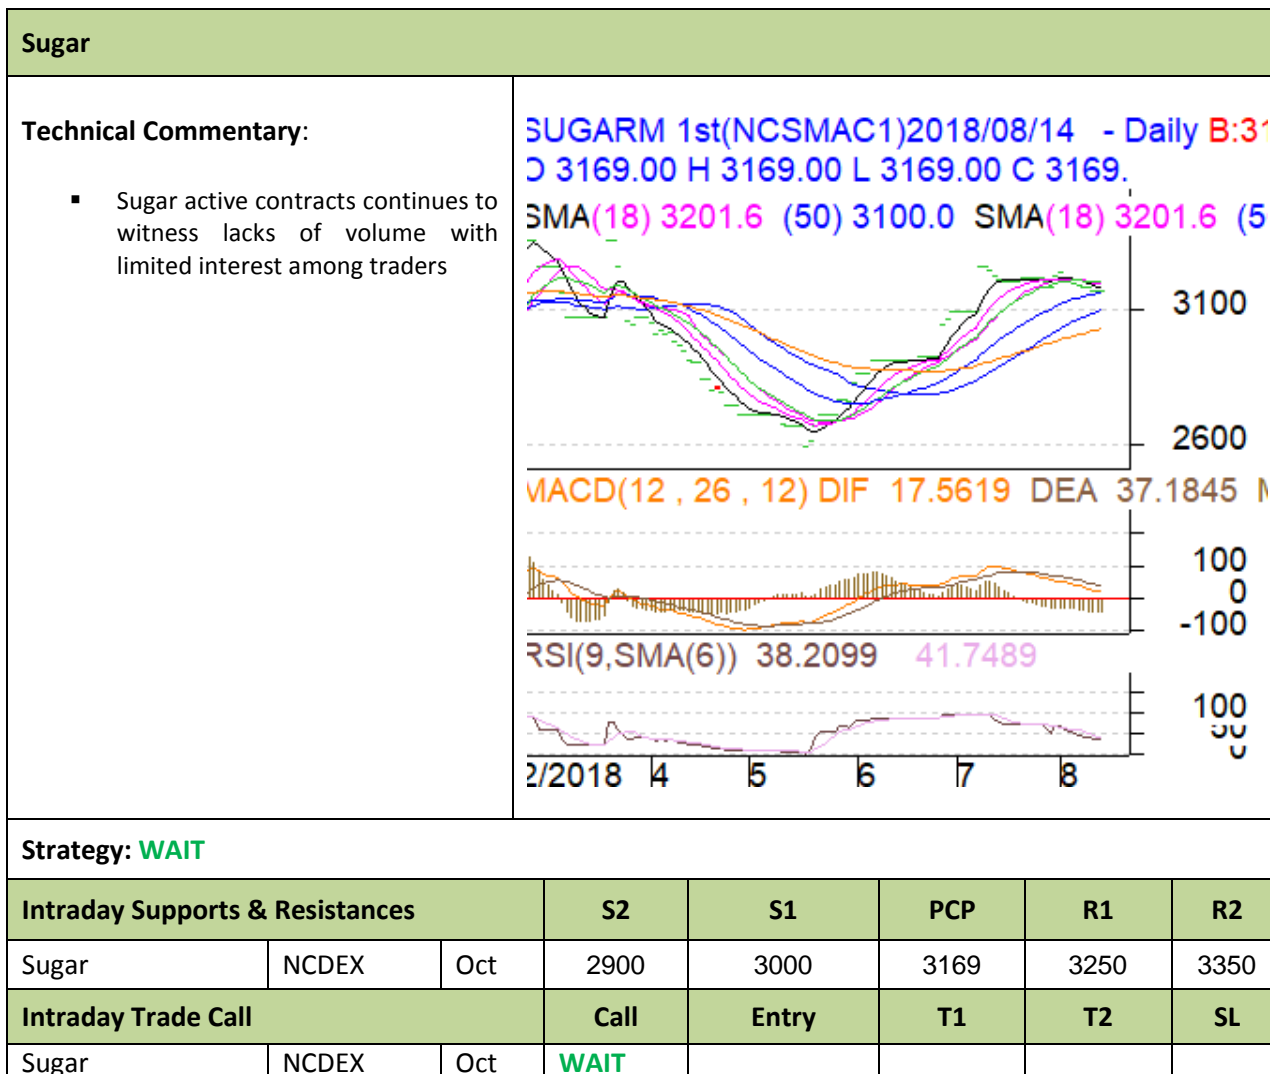 Sugar
Technical Commentary:
▪ Sugar active contracts continues to
witness lacks of volume with
limited interest among traders
SUGARM 1st(NCSMAC1)2018/08/14 - Daily B:31
O 3169.00 H 3169.00 L 3169.00 C 3169.
SMA(18) 3201.6 (50) 3100.0 SMA(18) 3201.6 (5
3100
2600
MACD(12 , 26 , 12) DIF 17.5619 DEA 37.1845
100
0
-100
RSI(9,SMA(6)) 38.2099 41.7489
100
50
0
2/2018 4 5 6 7 8
Strategy: WAIT
Intraday Supports & Resistances S2 S1 PCP R1 R2
Sugar NCDEX Oct 2900 3000 3169 3250 3350
Intraday Trade Call Call Entry T1 T2 SL
Sugar NCDEX Oct WAIT